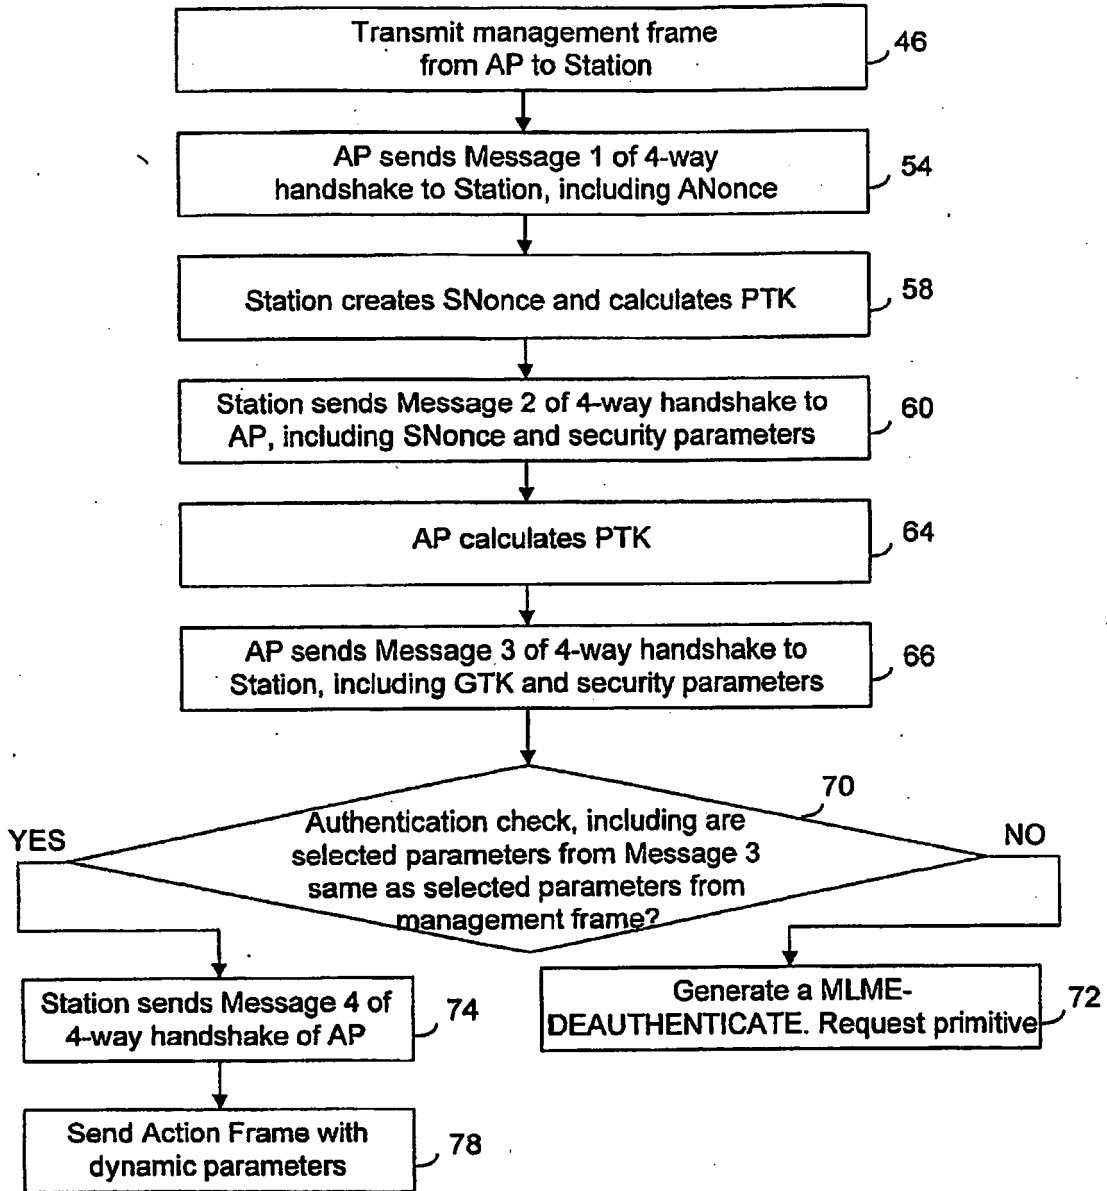 Transmit management frame
from AP to Station
46
AP sends Message 1 of 4-way
handshake to Station, including ANonce
54
Station creates SNonce and calculates PTK
58
Station sends Message 2 of 4-way handshake to
AP, including SNonce and security parameters
60
AP calculates PTK
64
AP sends Message 3 of 4-way handshake to
Station, including GTK and security parameters
66
70
YES
Authentication check, including are
selected parameters from Message 3
same as selected parameters from
management frame?
NO
Station sends Message 4 of
4-way handshake of AP
74
Generate a MLME-
DEAUTHENTICATE. Request primitive
72
Send Action Frame with
dynamic parameters
78